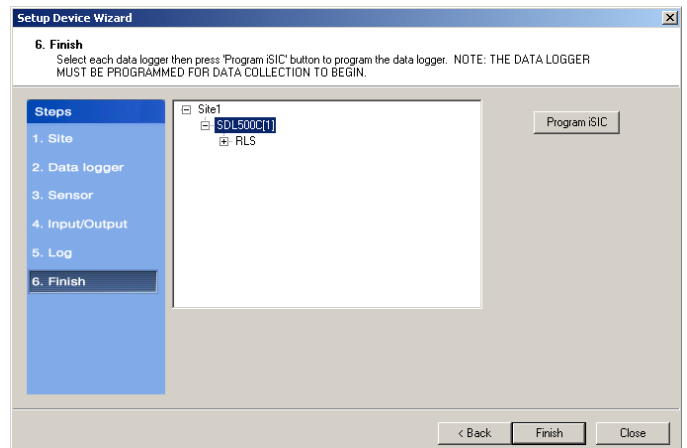 Setup Device Wizard
6. Finish
Select each data logger then press 'Program iSIC' button to program the data logger. NOTE: THE DATA LOGGER
MUST BE PROGRAMMED FOR DATA COLLECTION TO BEGIN.
Steps
1. Site
2. Data logger
3. Sensor
4. Input/Output
5. Log
6. Finish
Site1
SDL500C[1]
RLS
Program iSIC
< Back
Finish
Close